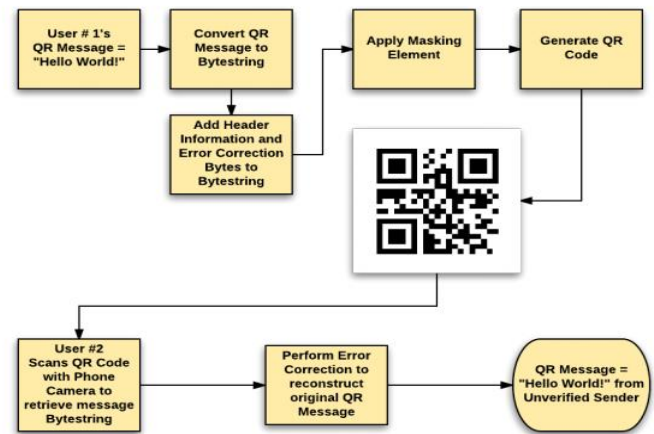 User # 1's
QR Message =
"Hello World!"
Convert QR
Message to
Bytestring
Add Header
Information and
Error Correction
Bytes to
Bytestring
Apply Masking
Element
Generate QR
Code
User #2
Scans QR Code
with Phone
Camera to
retrieve message
Bytestring
Perform Error
Correction to
reconstruct
original QR
Message
QR Message =
"Hello World!" from
Unverified Sender